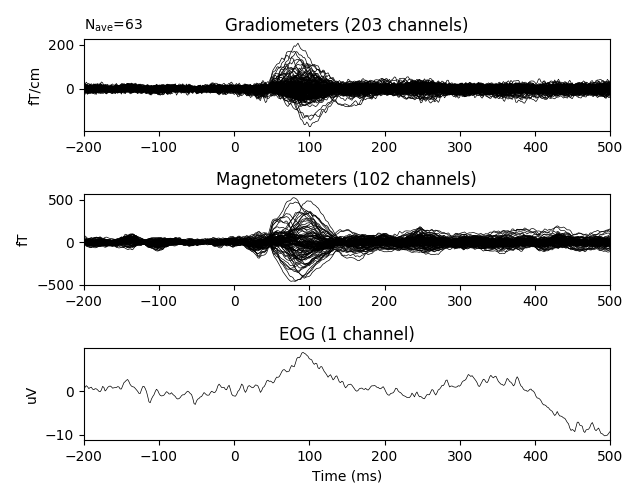 N_ave=63
Gradiometers (203 channels)
200
0
fT/cm
−200 −100 0 100 200 300 400 500
Magnetometers (102 channels)
500
0
−500
fT
−200 −100 0 100 200 300 400 500
EOG (1 channel)
0
−10
uV
−200 −100 0 100 200 300 400 500
Time (ms)